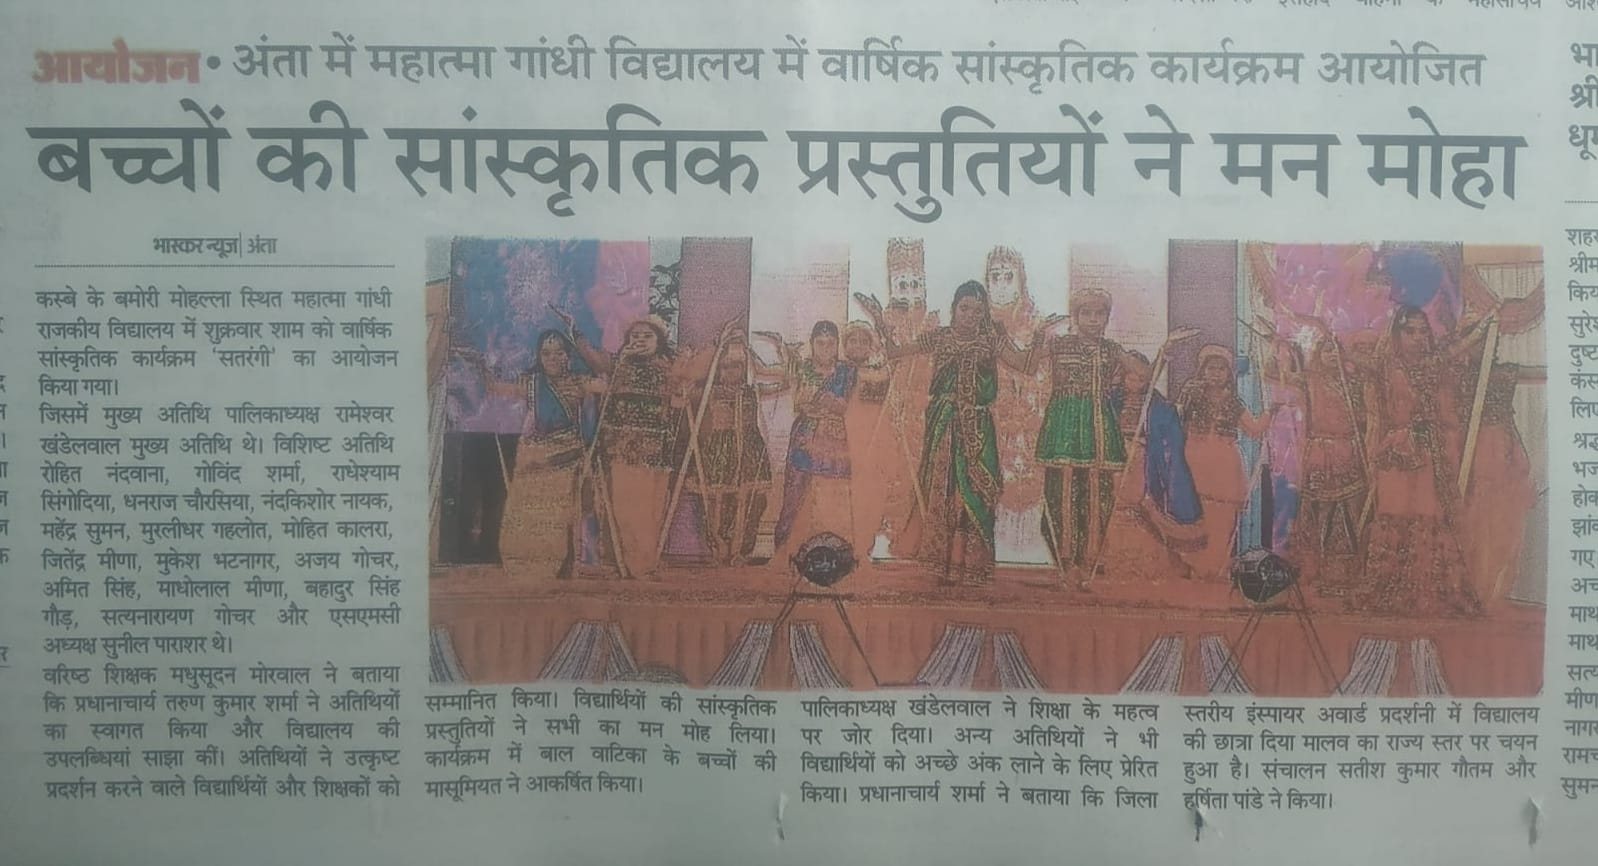 आयोजन • अंता में महात्मा गांधी विद्यालय में वार्षिक सांस्कृतिक कार्यक्रम आयोजित
बच्चों की सांस्कृतिक प्रस्तुतियों ने मन मोहा
भास्कर न्यूज | अंता
कस्बे के बमोरी मोहल्ला स्थित महात्मा गांधी
राजकीय विद्यालय में शुक्रवार शाम को वार्षिक
सांस्कृतिक कार्यक्रम 'सतरंगी' का आयोजन
किया गया।
जिसमें मुख्य अतिथि पालिकाध्यक्ष रामेश्वर
खंडेलवाल मुख्य अतिथि थे। विशिष्ट अतिथि
रोहित नंदवाना, गोविंद शर्मा, राधेश्याम
सिंगोदिया, धनराज चौरसिया, नंदकिशोर नायक,
महेंद्र सुमन, मुरलीधर गहलोत, मोहित कालरा,
जितेंद्र मीणा, मुकेश भटनागर, अजय गोचर,
अमित सिंह, माधोलाल मीणा, बहादुर सिंह
गौड़, सत्यनारायण गोचर और एसएमसी
अध्यक्ष सुनील पाराशर थे।
वरिष्ठ शिक्षक मधुसूदन मोरवाल ने बताया
कि प्रधानाचार्य तरुण कुमार शर्मा ने अतिथियों
का स्वागत किया और विद्यालय की
उपलब्धियां साझा कीं। अतिथियों ने उत्कृष्ट
प्रदर्शन करने वाले विद्यार्थियों और शिक्षकों को
सम्मानित किया। विद्यार्थियों की सांस्कृतिक
प्रस्तुतियों ने सभी का मन मोह लिया।
कार्यक्रम में बाल वाटिका के बच्चों की
मासूमियत ने आकर्षित किया।
पालिकाध्यक्ष खंडेलवाल ने शिक्षा के महत्व
पर जोर दिया। अन्य अतिथियों ने भी
विद्यार्थियों को अच्छे अंक लाने के लिए प्रेरित
किया। प्रधानाचार्य शर्मा ने बताया कि जिला
स्तरीय इंस्पायर अवार्ड प्रदर्शनी में विद्यालय
की छात्रा दिया मालव का राज्य स्तर पर चयन
हुआ है। संचालन सतीश कुमार गौतम और
हर्षिता पांडे ने किया।